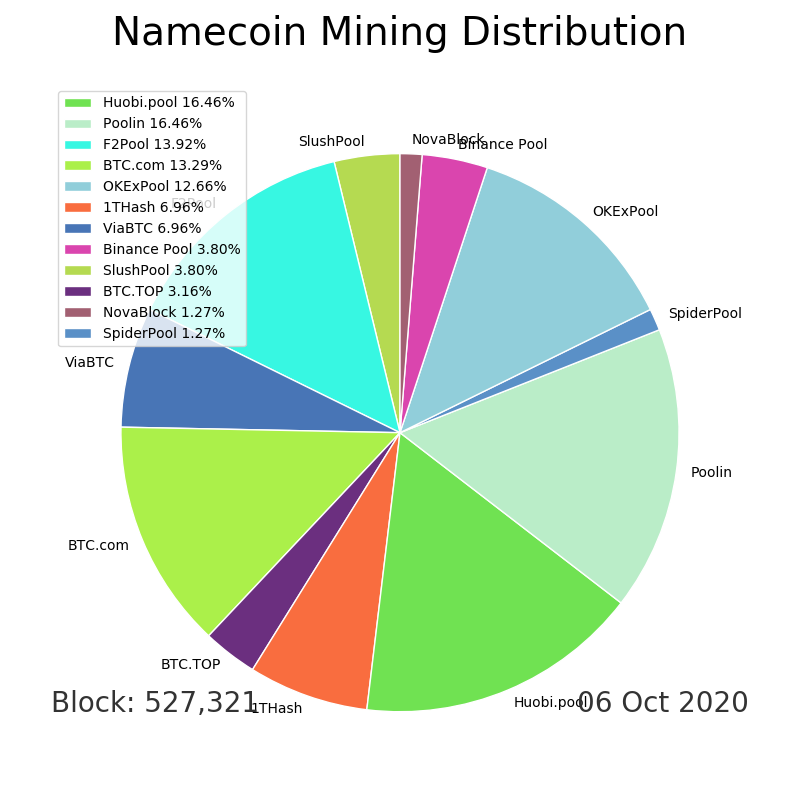 Namecoin Mining Distribution
Huobi.pool 16.46%
Poolin 16.46%
F2Pool 13.92%
BTC.com 13.29%
OKExPool 12.66%
1THash 6.96%
ViaBTC 6.96%
Binance Pool 3.80%
SlushPool 3.80%
BTC.TOP 3.16%
NovaBlock 1.27%
SpiderPool 1.27%
SlushPool
NovaBlock
Binance Pool
F2Pool
OKExPool
SpiderPool
ViaBTC
Poolin
BTC.com
BTC.TOP
1THash
Huobi.pool
Block: 527,321
06 Oct 2020